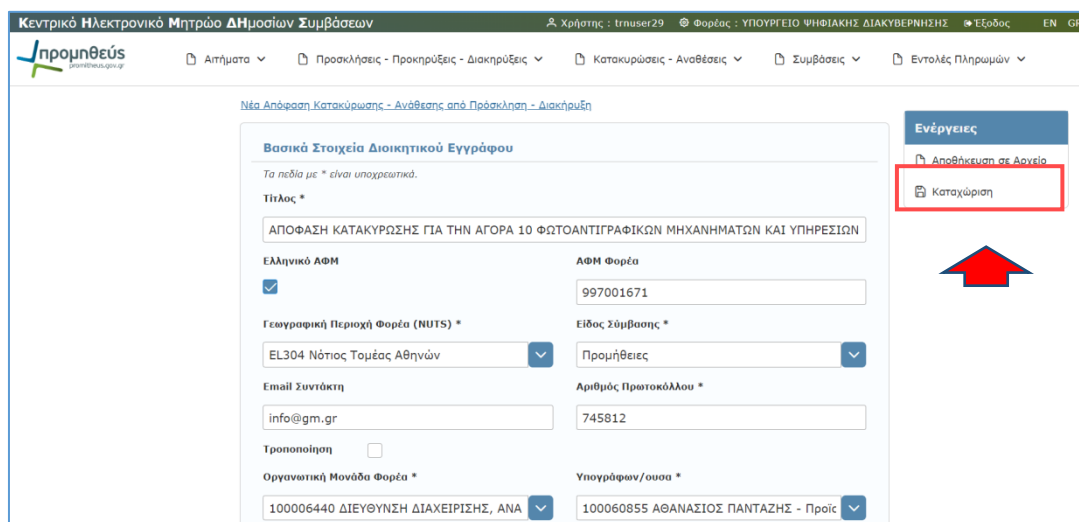 Κεντρικό Ηλεκτρονικό Μητρώο ΔΗμοσίων Συμβάσεων Χρήστης : trnuser29 Φορέας : ΥΠΟΥΡΓΕΙΟ ΨΗΦΙΑΚΗΣ ΔΙΑΚΥΒΕΡΝΗΣΗΣ Έξοδος EN GR
προμηθεύς
promitheus.gov.gr
Αιτήματα Προσκλήσεις - Προκηρύξεις - Διακηρύξεις Κατακυρώσεις - Αναθέσεις Συμβάσεις Εντολές Πληρωμών
Νέα Απόφαση Κατακύρωσης - Ανάθεσης από Πρόσκληση - Διακήρυξη
Ενέργειες
Αποθήκευση σε Αρχείο
Καταχώριση
Βασικά Στοιχεία Διοικητικού Εγγράφου
Τα πεδία με * είναι υποχρεωτικά.
Τίτλος *
ΑΠΟΦΑΣΗ ΚΑΤΑΚΥΡΩΣΗΣ ΓΙΑ ΤΗΝ ΑΓΟΡΑ 10 ΦΩΤΟΑΝΤΙΓΡΑΦΙΚΩΝ ΜΗΧΑΝΗΜΑΤΩΝ ΚΑΙ ΥΠΗΡΕΣΙΩΝ
Ελληνικό ΑΦΜ ΑΦΜ Φορέα
997001671
Γεωγραφική Περιοχή Φορέα (NUTS) * Είδος Σύμβασης *
EL304 Νότιος Τομέας Αθηνών Προμήθειες
Email Συντάκτη Αριθμός Πρωτοκόλλου *
info@gm.gr 745812
Τροποποίηση
Οργανωτική Μονάδα Φορέα * Υπογράφων/ουσα *
100006440 ΔΙΕΥΘΥΝΣΗ ΔΙΑΧΕΙΡΙΣΗΣ, ΑΝΑ 100060855 ΑΘΑΝΑΣΙΟΣ ΠΑΝΤΑΖΗΣ - Προϊσ